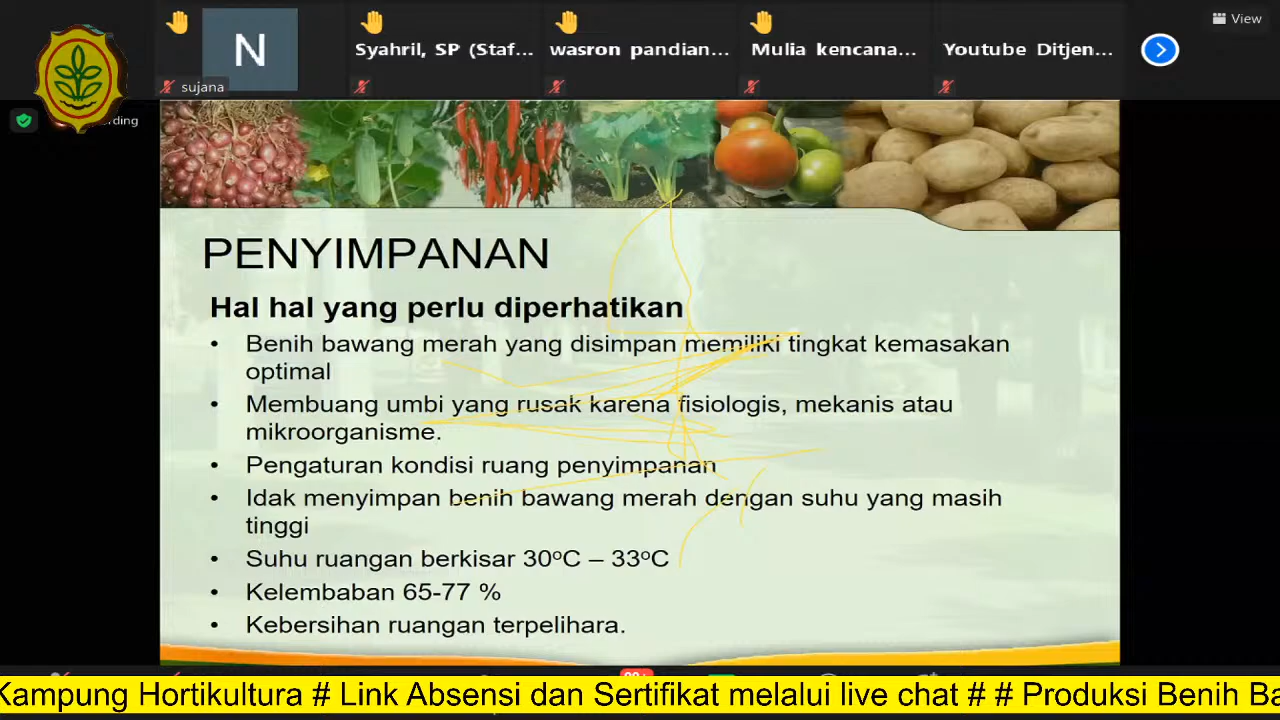 View
N
sujana
Syahril, SP (Staf...
wasron pandian...
Mulia kencana...
Youtube Ditjen...
PENYIMPANAN
Hal hal yang perlu diperhatikan
• Benih bawang merah yang disimpan memiliki tingkat kemasakan
optimal
• Membuang umbi yang rusak karena fisiologis, mekanis atau
mikroorganisme.
• Pengaturan kondisi ruang penyimpanan
• Idak menyimpan benih bawang merah dengan suhu yang masih
tinggi
• Suhu ruangan berkisar 30ºC – 33ºC
• Kelembaban 65-77 %
• Kebersihan ruangan terpelihara.
Kampung Hortikultura # Link Absensi dan Sertifikat melalui live chat # # Produksi Benih Ba